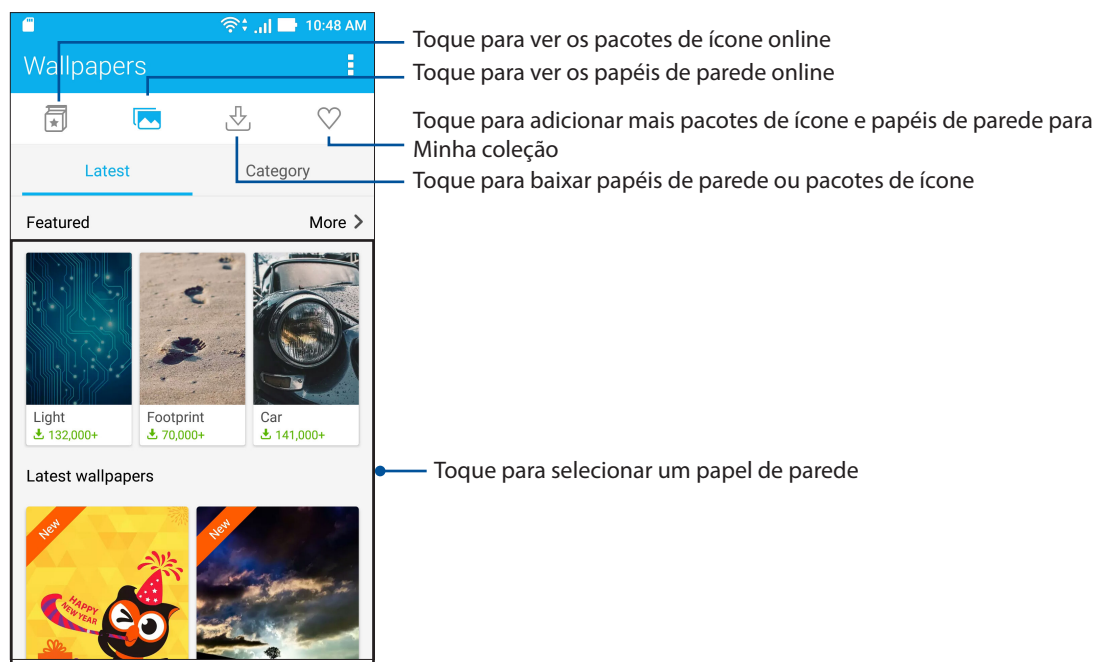 10:48 AM
Wallpapers
Toque para ver os pacotes de ícone online
Toque para ver os papéis de parede online
Toque para adicionar mais pacotes de ícone e papéis de parede para
Minha coleção
Toque para baixar papéis de parede ou pacotes de ícone
Latest
Category
Featured
More
Light
132,000+
Footprint
70,000+
Car
141,000+
Latest wallpapers
Toque para selecionar um papel de parede
New
New
HAPPY
NEW YEAR